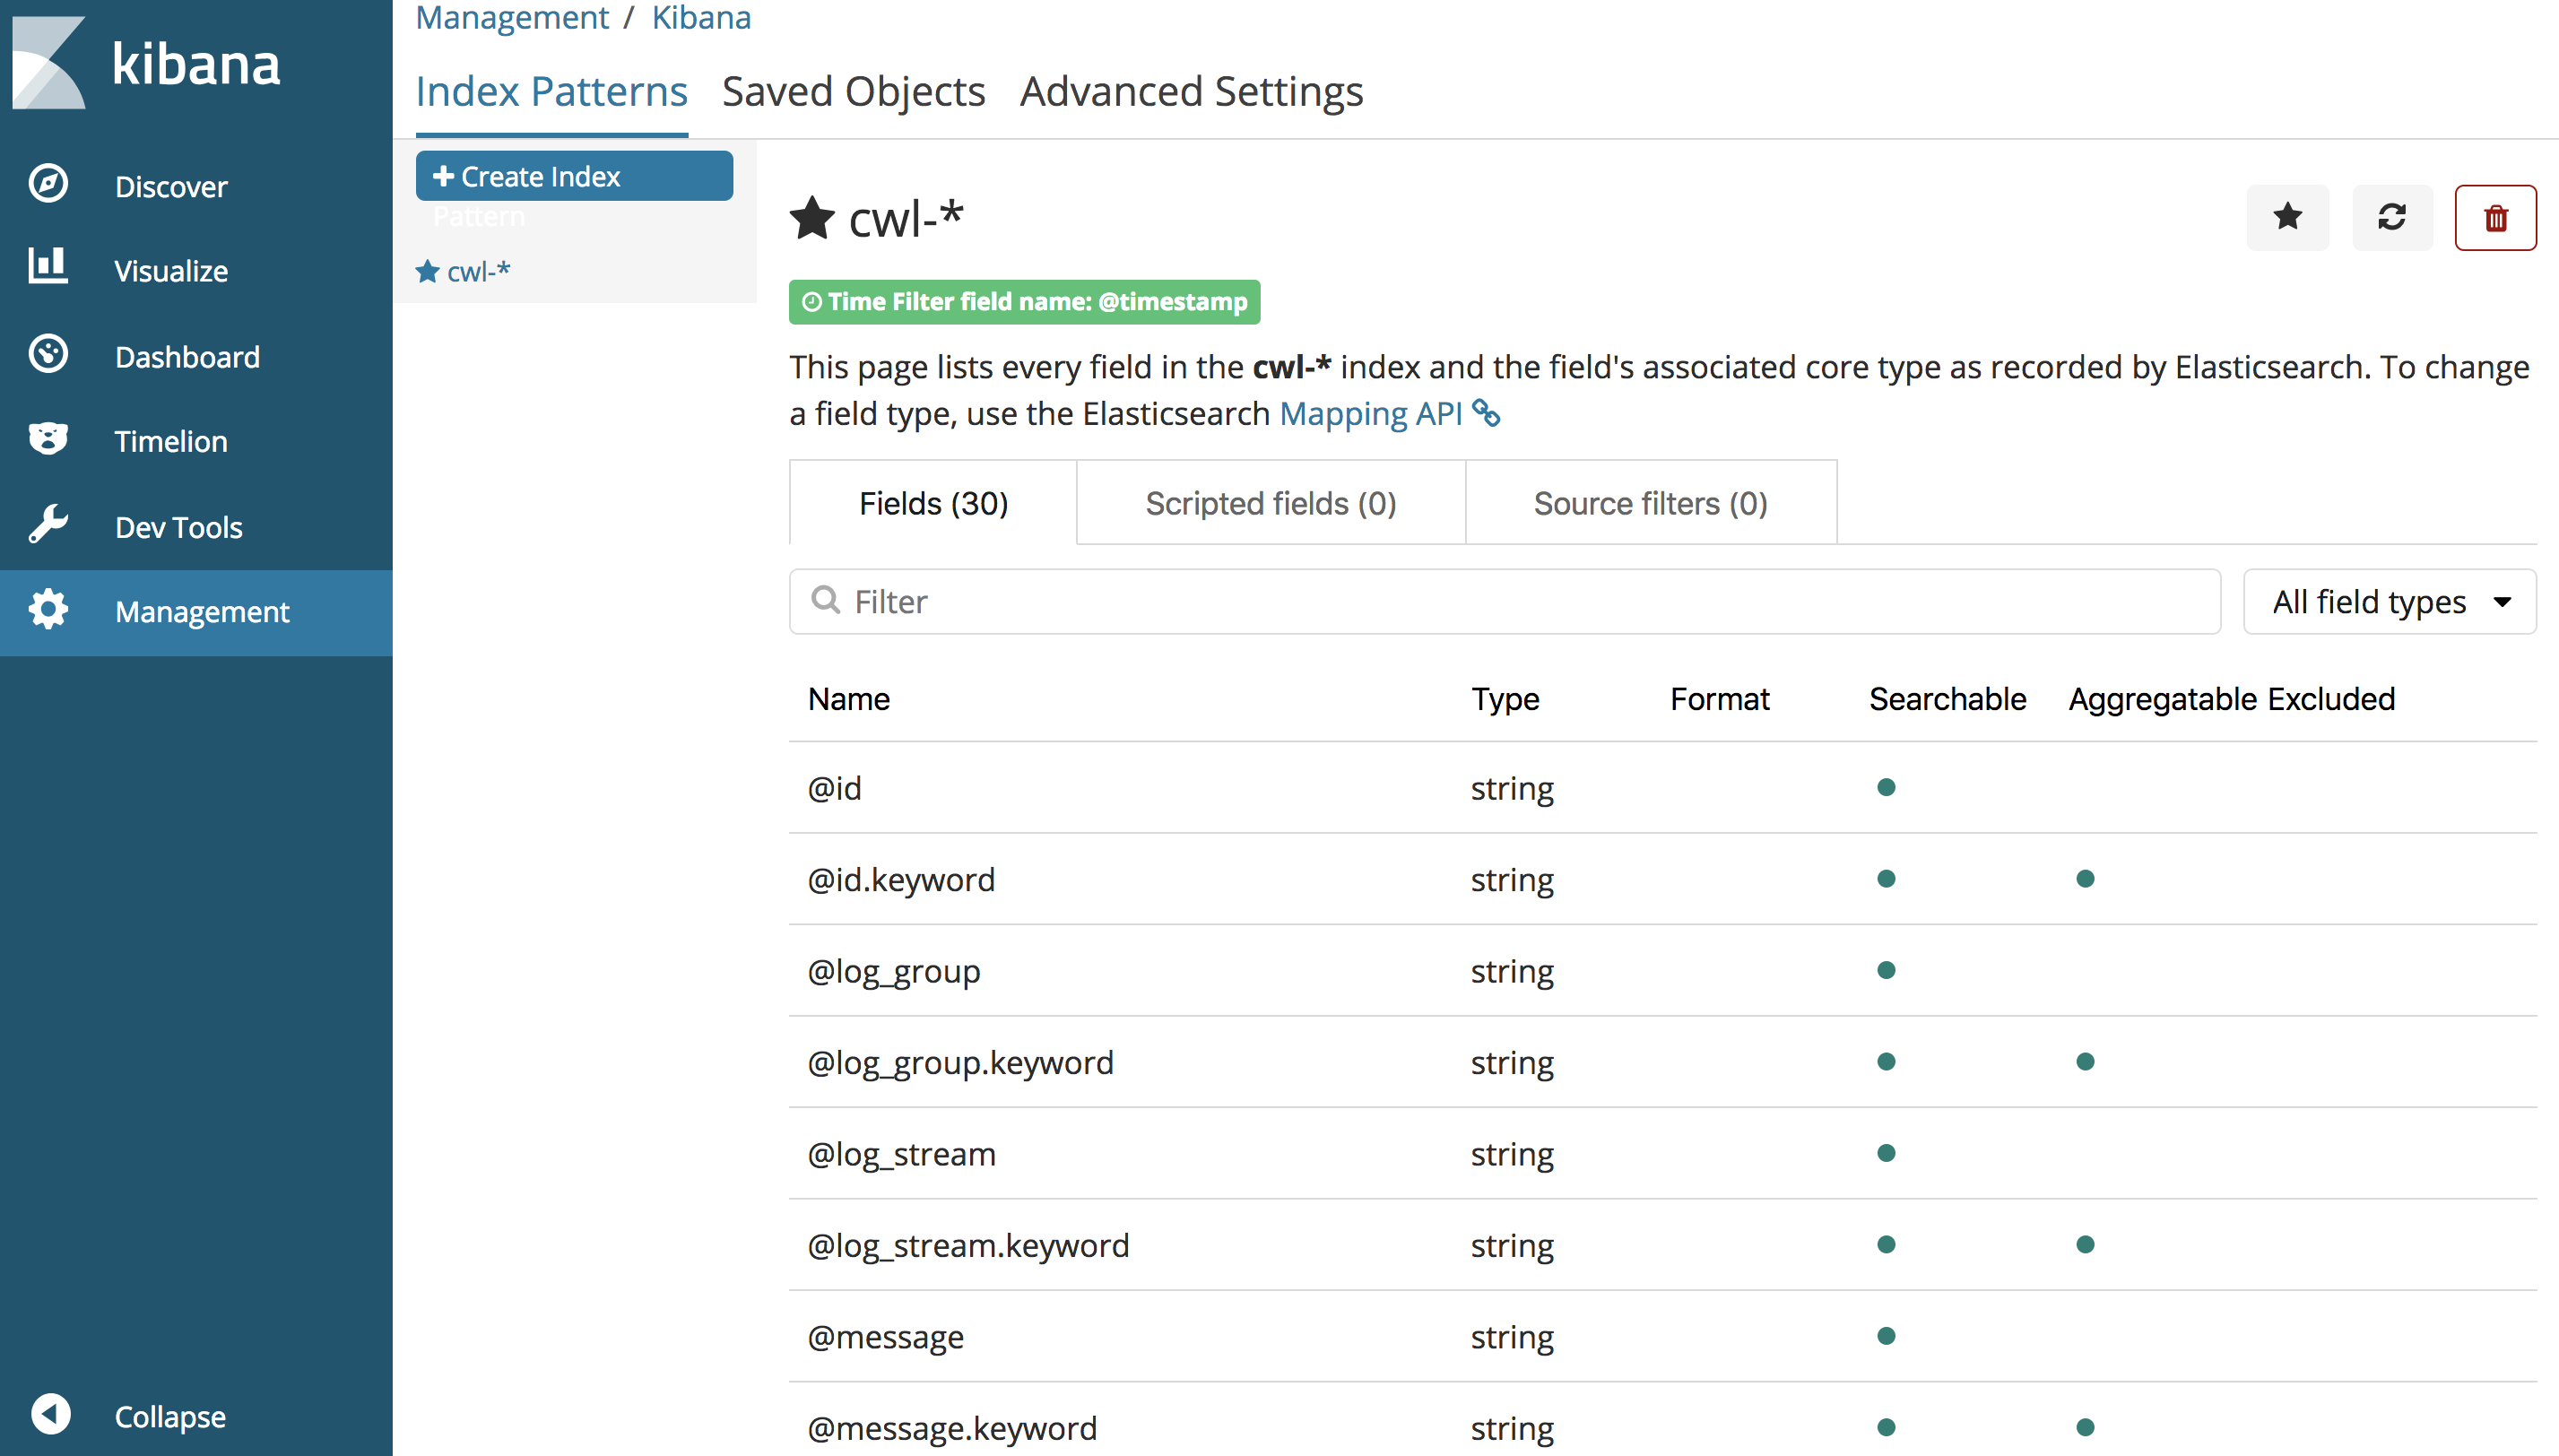 kibana
Discover
Visualize
Dashboard
Timelion
Dev Tools
Management
Collapse
Management / Kibana
Index Patterns Saved Objects Advanced Settings
Create Index
Pattern
cwl-*
cwl-*
Time Filter field name: @timestamp
This page lists every field in the cwl-* index and the field's associated core type as recorded by Elasticsearch. To change
a field type, use the Elasticsearch Mapping API
Fields (30) Scripted fields (0) Source filters (0)
Filter All field types
Name Type Format Searchable Aggregatable Excluded
@id string
@id.keyword string
@log_group string
@log_group.keyword string
@log_stream string
@log_stream.keyword string
@message string
@message.keyword string